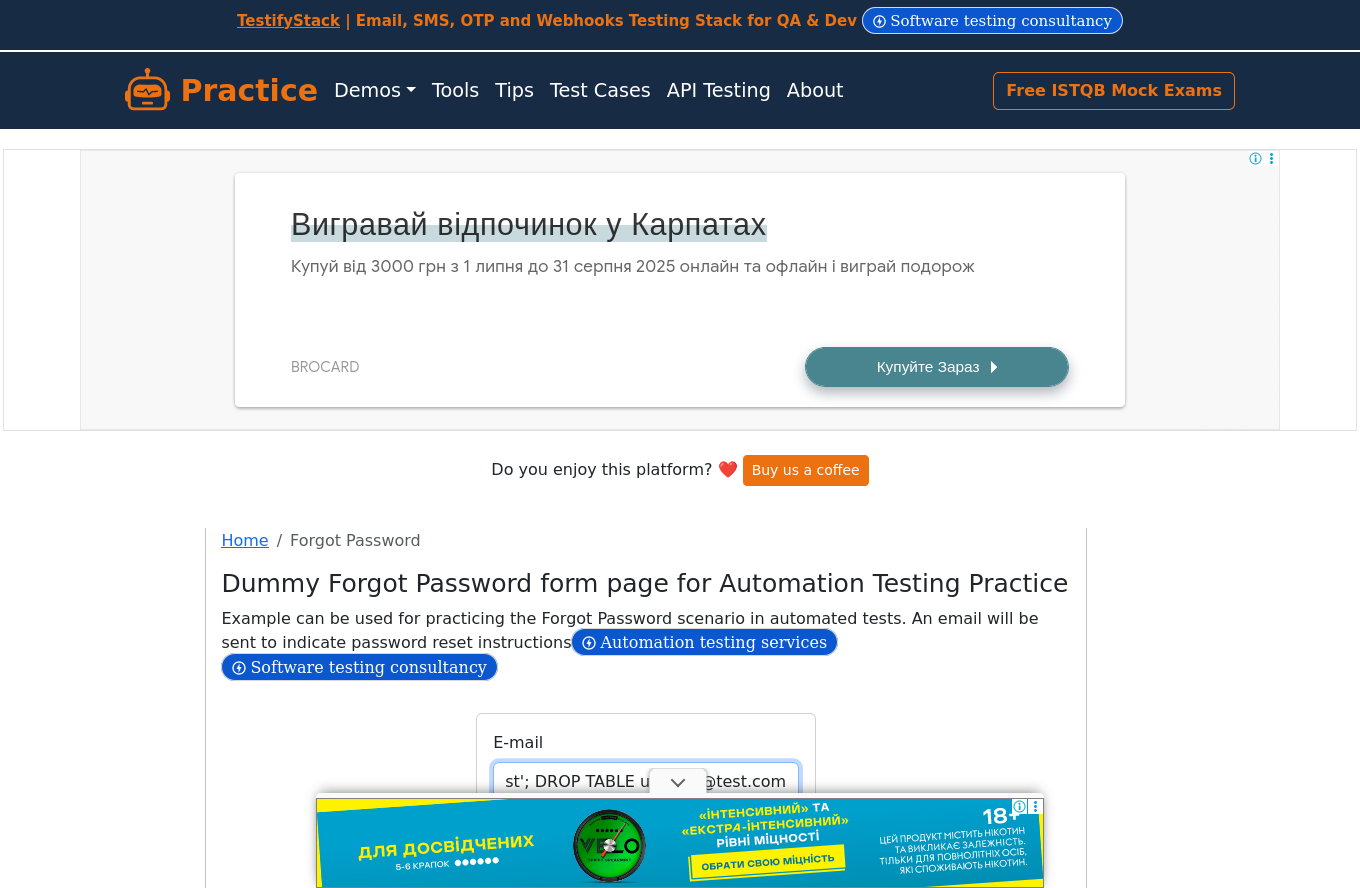 TestifyStack | Email, SMS, OTP and Webhooks Testing Stack for QA & Dev Software testing consultancy
Practice Demos Tools Tips Test Cases API Testing About Free ISTQB Mock Exams
Виграй відпочинок у Карпатах
Купуй від 3000 грн з 1 липня до 31 серпня 2025 онлайн та офлайн і виграй подорож
BROCARD Купуйте Зараз
Do you enjoy this platform? ❤️ Buy us a coffee
Home / Forgot Password
Dummy Forgot Password form page for Automation Testing Practice
Example can be used for practicing the Forgot Password scenario in automated tests. An email will be
sent to indicate password reset instructions Automation testing services
Software testing consultancy
E-mail
st'; DROP TABLE u @test.com
ДЛЯ ДОСВІДЧЕНИХ
5-6 КРАПОК
VELO
«ІНТЕНСИВНИЙ» ТА
«ЕКСТРА-ІНТЕНСИВНИЙ»
РІВНІ МІЦНОСТІ
ОБРАТИ СВОЮ МІЦНІСТЬ
18+
ЦЕЙ ПРОДУКТ МІСТИТЬ НІКОТИН
ТА ВИКЛИКАЄ ЗАЛЕЖНІСТЬ.
ТІЛЬКИ ДЛЯ ПОВНОЛІТНІХ ОСІБ,
ЯКІ СПОЖИВАЮТЬ НІКОТИН.